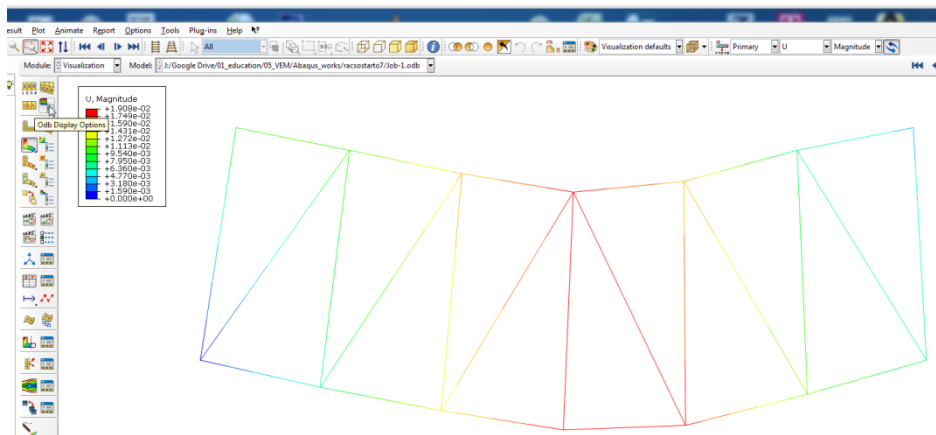 esult Plot Animate Report Options Tools Plug-ins Help
All Visualization defaults Primary U Magnitude
Module: Visualization Model: J:/Google Drive/01_education/05_VEM/Abaqus_works/racsostarto7/Job-1.odb
U, Magnitude
+1.908e-02
+1.749e-02
+1.590e-02
+1.431e-02
+1.272e-02
+1.113e-02
+9.540e-03
+7.950e-03
+6.360e-03
+4.770e-03
+3.180e-03
+1.590e-03
+0.000e+00
Odb Display Options